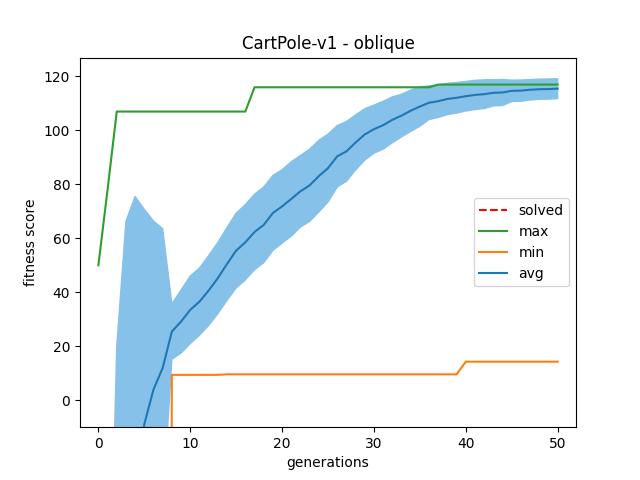 CartPole-v1 - oblique
fitness score
120
100
80
60
40
20
0
solved
max
min
avg
0 10 20 30 40 50
generations